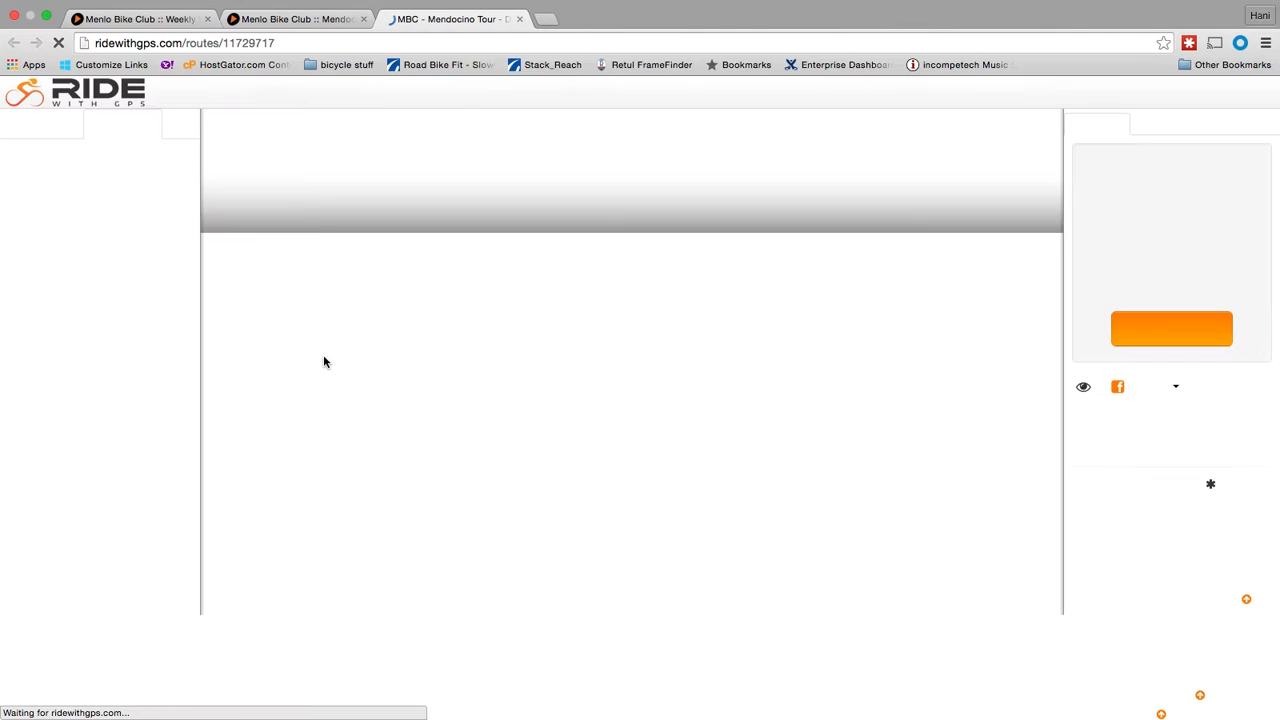 Menlo Bike Club :: Weekly
Menlo Bike Club :: Mendoc
MBC - Mendocino Tour - D
Hani
ridewithgps.com/routes/11729717
Apps
Customize Links
HostGator.com Cont
bicycle stuff
Road Bike Fit - Slow
Stack_Reach
Retul FrameFinder
Bookmarks
Enterprise Dashboa
incompetech Music
Other Bookmarks
RIDE
WITH GPS
Waiting for ridewithgps.com...